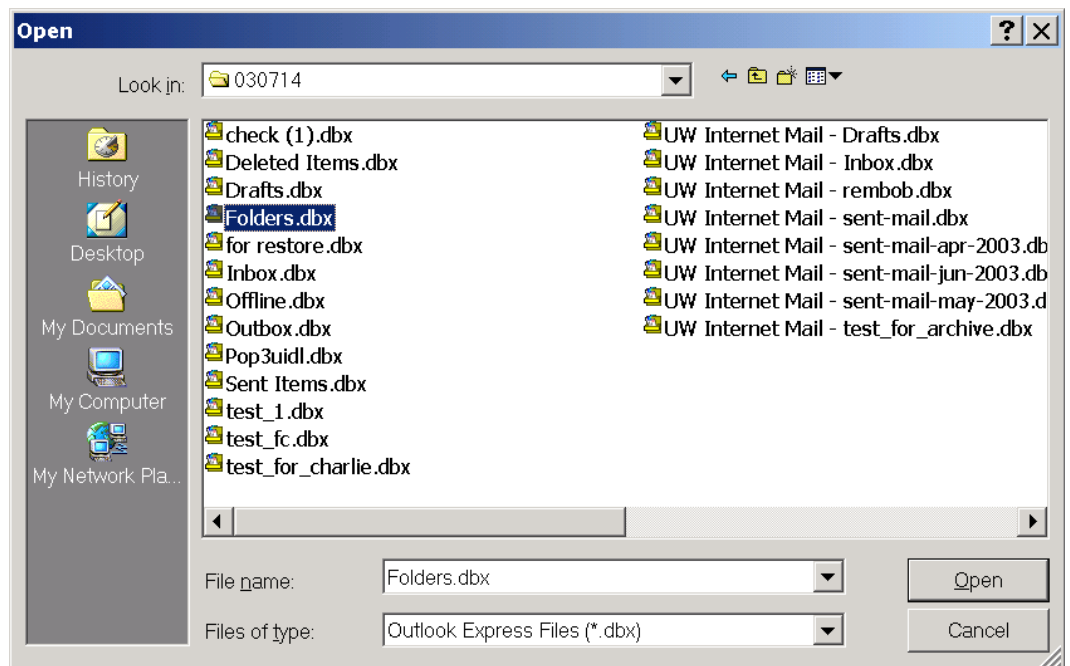 Open
Look in: 030714
History
Desktop
My Documents
My Computer
My Network Pla...
check (1).dbx
Deleted Items.dbx
Drafts.dbx
Folders.dbx
for restore.dbx
Inbox.dbx
Offline.dbx
Outbox.dbx
Pop3uidl.dbx
Sent Items.dbx
test_1.dbx
test_fc.dbx
test_for_charlie.dbx
UW Internet Mail - Drafts.dbx
UW Internet Mail - Inbox.dbx
UW Internet Mail - rembob.dbx
UW Internet Mail - sent-mail.dbx
UW Internet Mail - sent-mail-apr-2003.db
UW Internet Mail - sent-mail-jun-2003.db
UW Internet Mail - sent-mail-may-2003.d
UW Internet Mail - test_for_archive.dbx
File name: Folders.dbx Open
Files of type: Outlook Express Files (*.dbx) Cancel